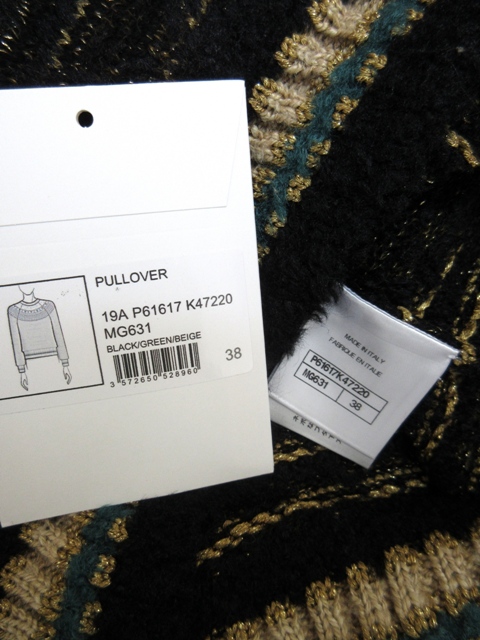 PULLOVER
19A P61617 K47220
MG631
BLACK/GREEN/BEIGE
38
3 572650 528960
MADE IN ITALY
FABRIQUE EN ITALIE
P61617K47220
MG631
38